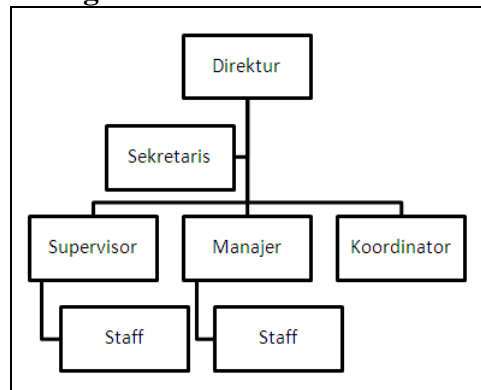 Direktur
Sekretaris
Supervisor
Manajer
Koordinator
Staff
Staff